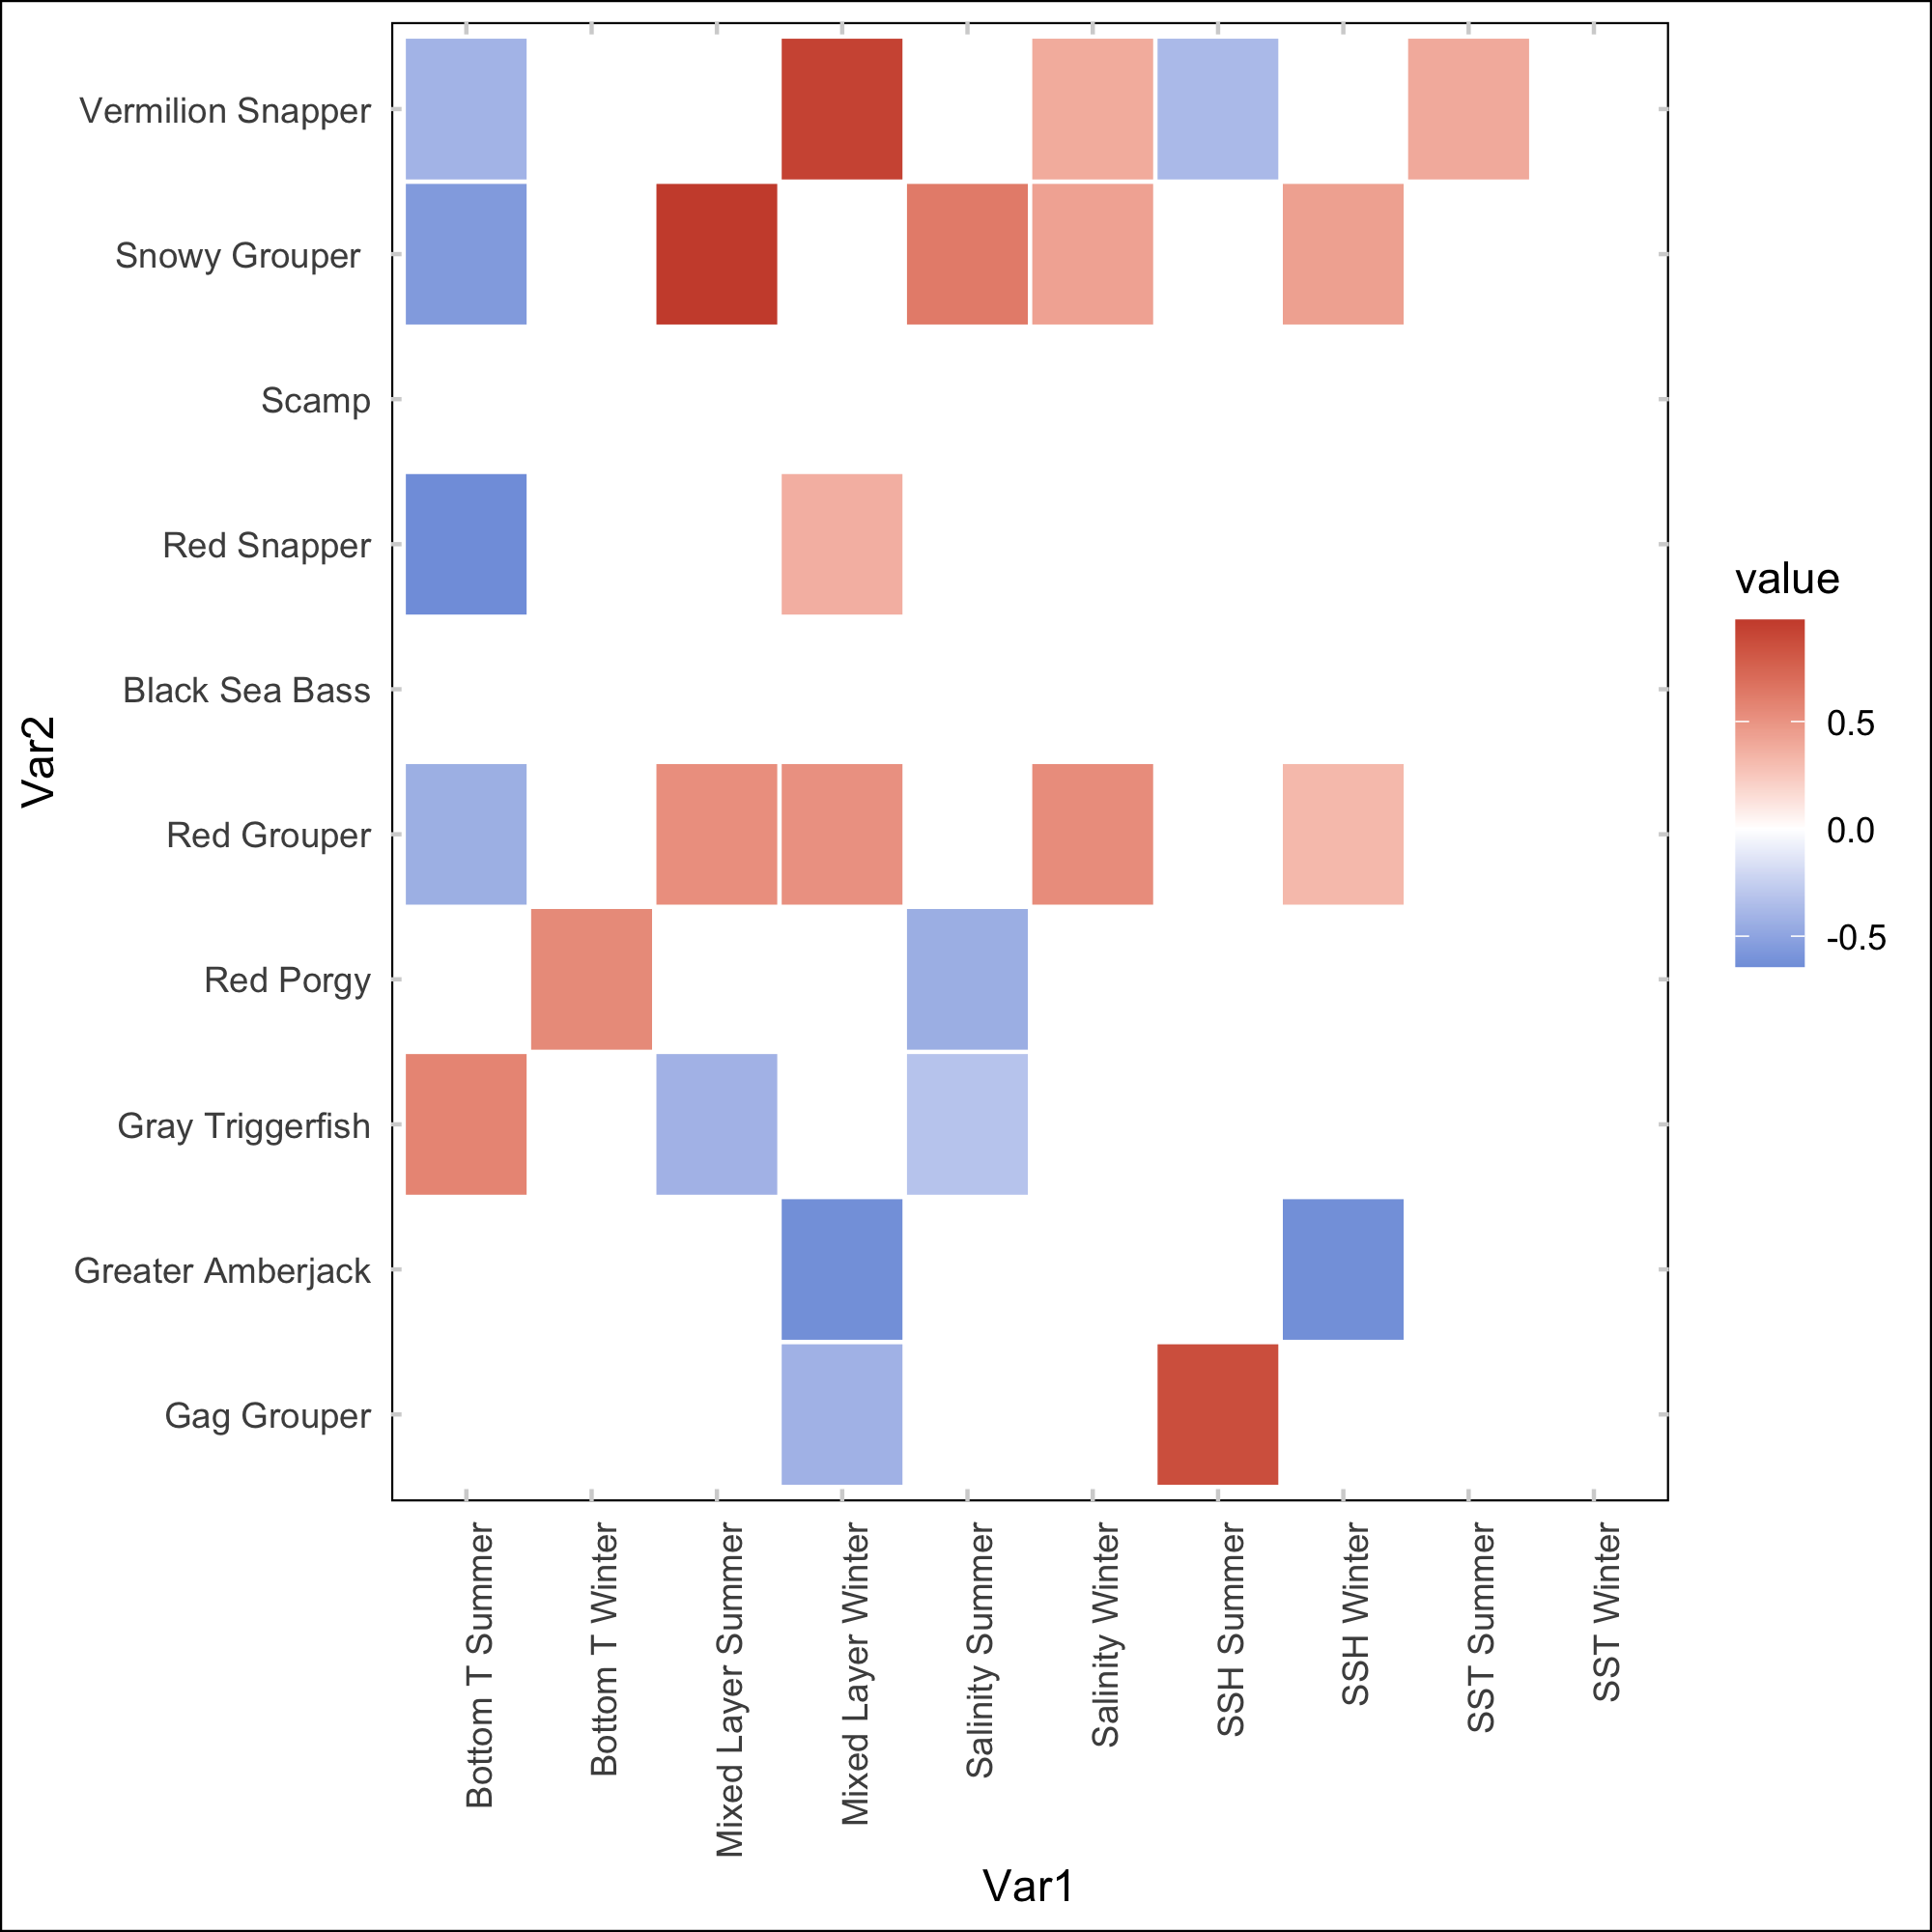 Vermilion Snapper
Snowy Grouper
Scamp
Red Snapper
Black Sea Bass
Red Grouper
Red Porgy
Gray Triggerfish
Greater Amberjack
Gag Grouper
Var2
Bottom T Summer
Bottom T Winter
Mixed Layer Summer
Mixed Layer Winter
Salinity Summer
Salinity Winter
SSH Summer
SSH Winter
SST Summer
SST Winter
Var1
value
0.5
0.0
-0.5